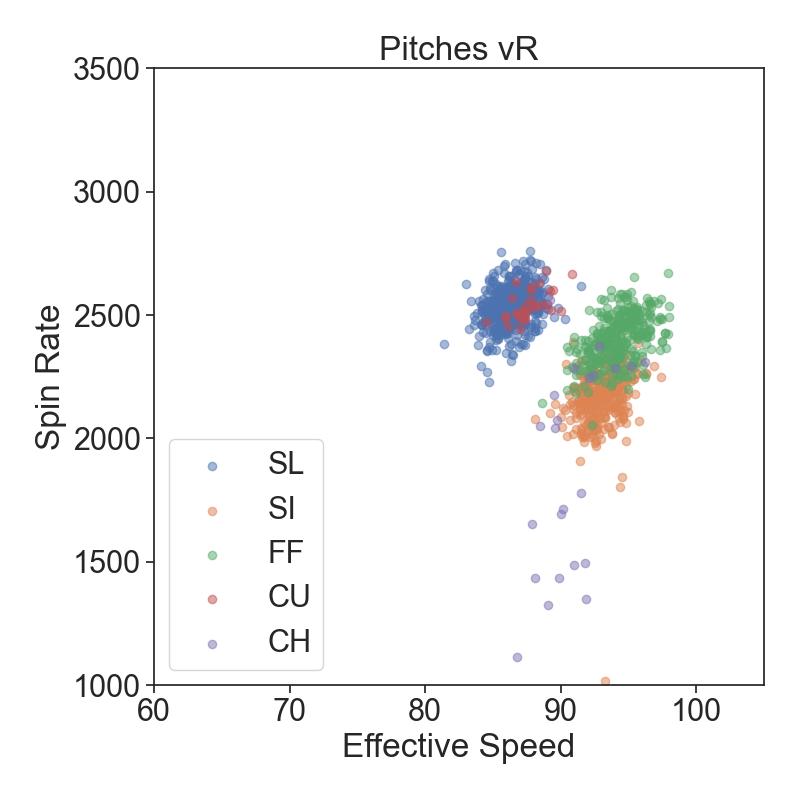 Pitches vR
3500
3000
2500
2000
1500
1000
Spin Rate
SL
SI
FF
CU
CH
60 70 80 90 100
Effective Speed